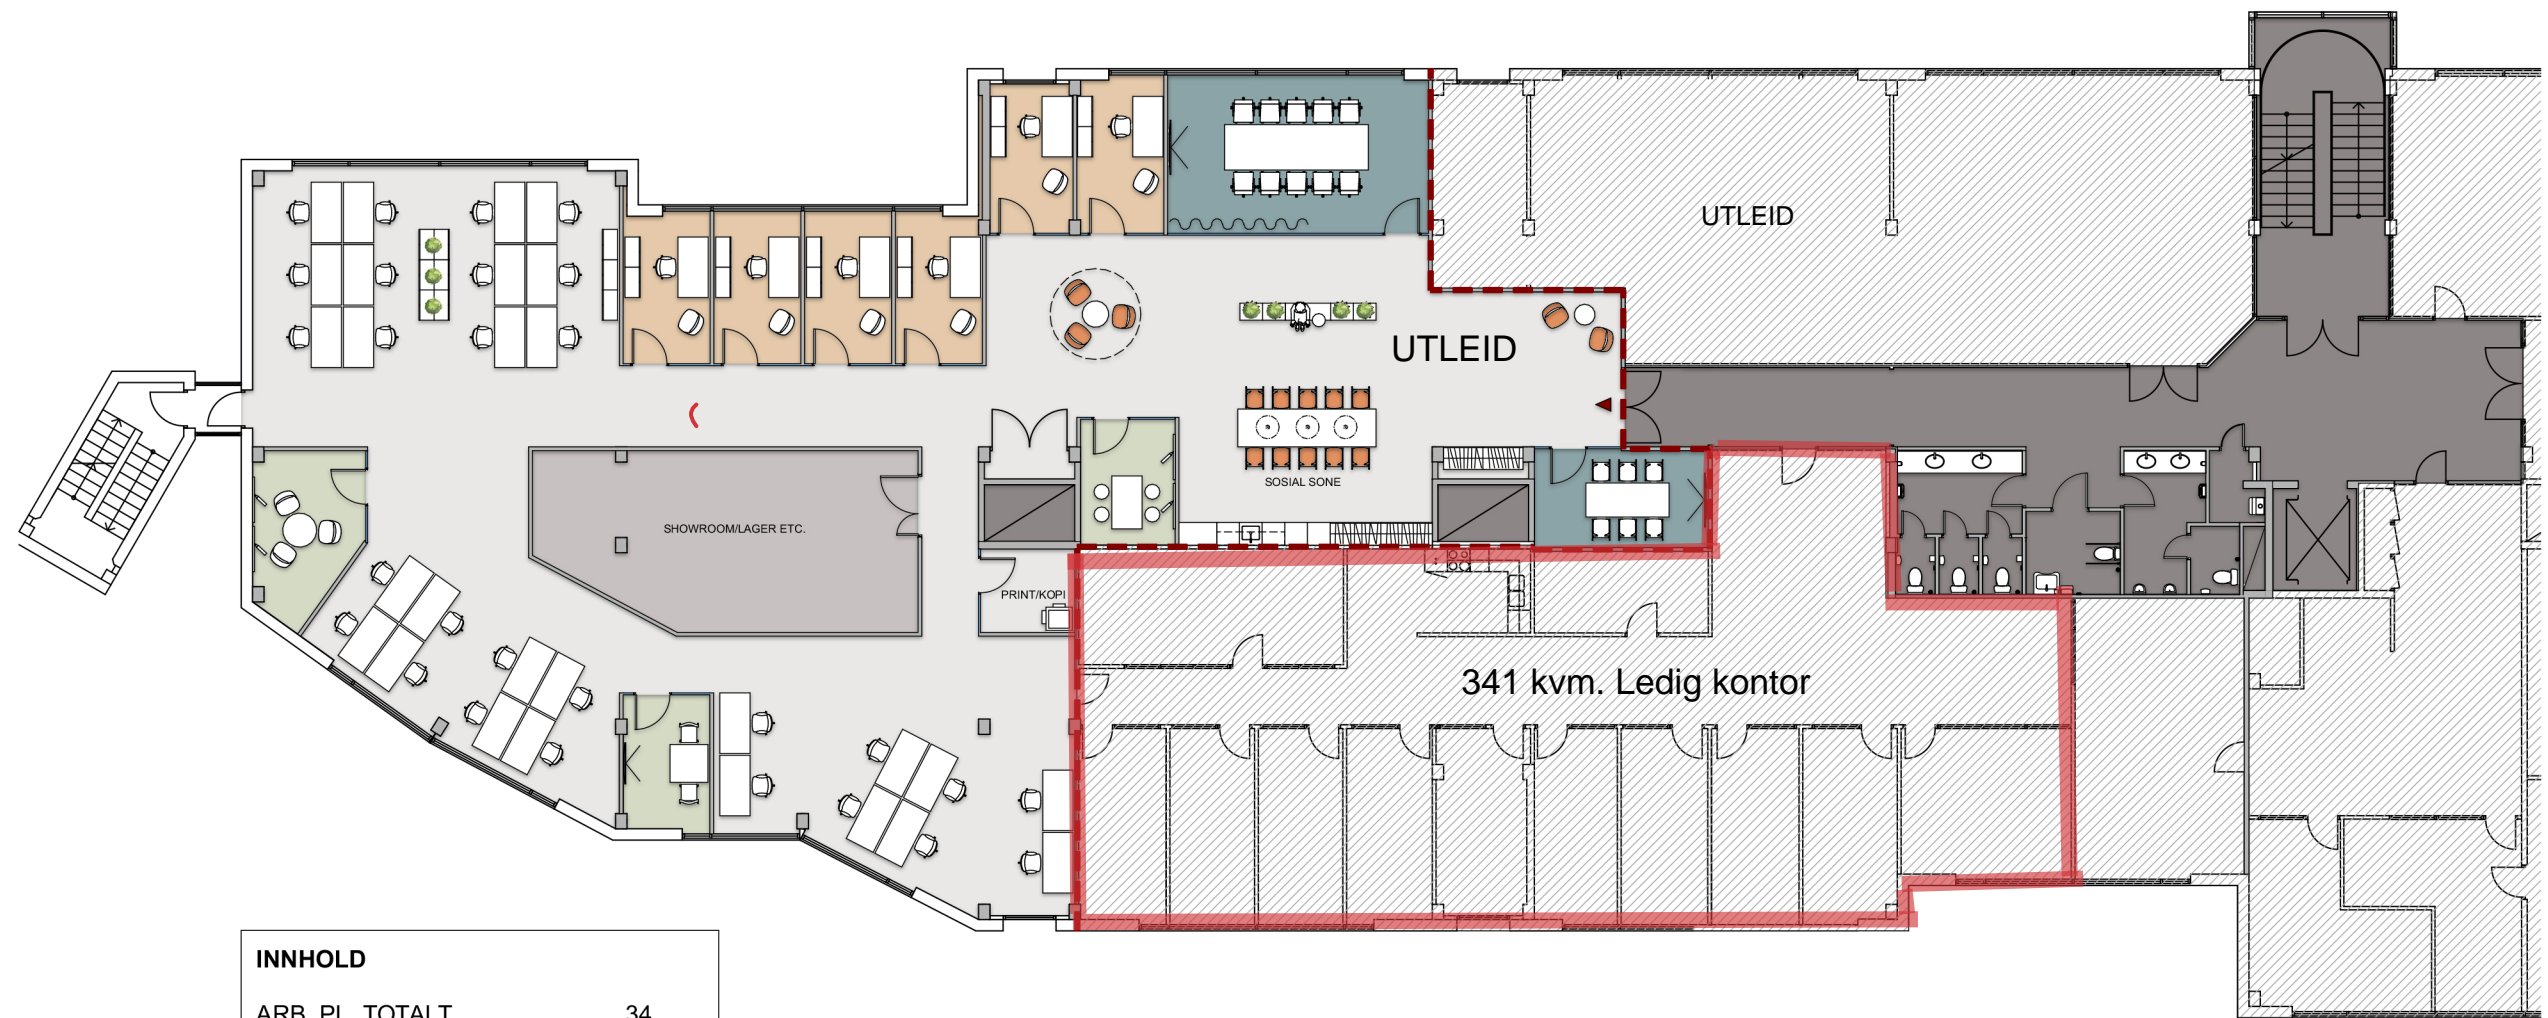 UTLEID
UTLEID
SOSIAL SONE
SHOWROOM/LAGER ETC.
PRINT/KOPI
341 kvm. Ledig kontor
INNHOLD
ARB. PL. TOTALT 34